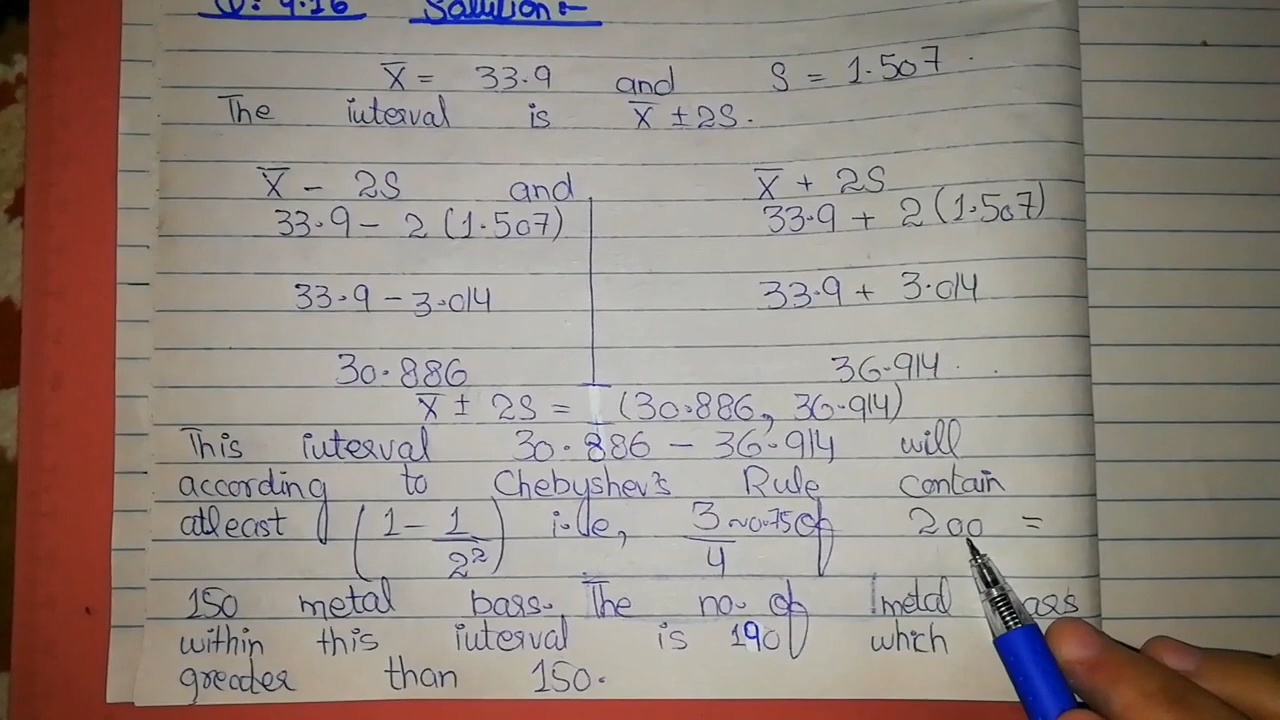 Q: 4.16 Solution:-
x̄ = 33.9 and S = 1.507.
The interval is x̄ ± 2S.
x̄ - 2S and x̄ + 2S
33.9 - 2 (1.507) 33.9 + 2 (1.507)
33.9 - 3.014 33.9 + 3.014
30.886 36.914.
x̄ ± 2S = (30.886, 36.914)
This interval 30.886 - 36.914 will
according to Chebyshev's Rule contain
atleast (1 - 1/2²) i.e, 3/4 ~0.75 of 200 =
150 metal bars. The no. of metal bars
within this interval is 190 which
greater than 150.